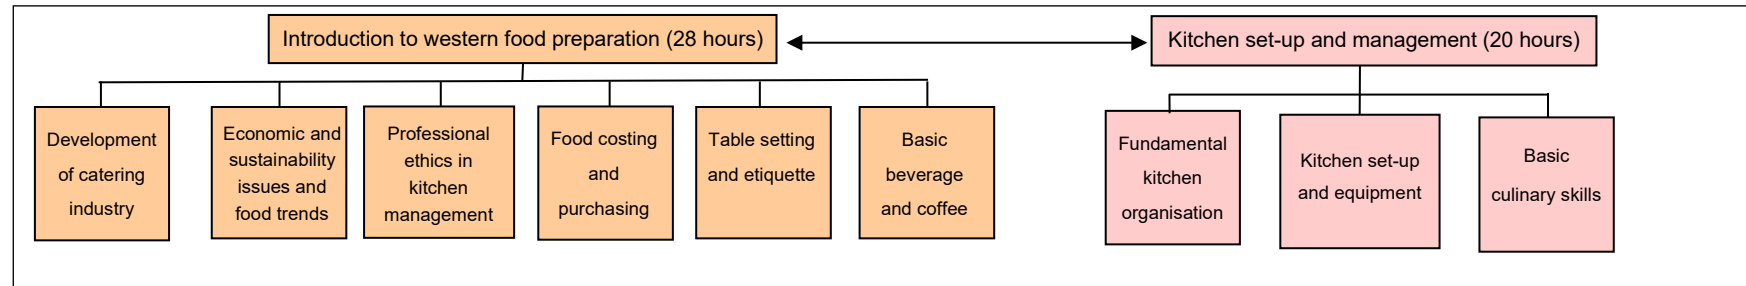 Introduction to western food preparation (28 hours)
Kitchen set-up and management (20 hours)
Development
of catering
industry
Economic and
sustainability
issues and
food trends
Professional
ethics in
kitchen
management
Food costing
and
purchasing
Table setting
and etiquette
Basic
beverage
and coffee
Fundamental
kitchen
organisation
Kitchen set-up
and equipment
Basic
culinary skills